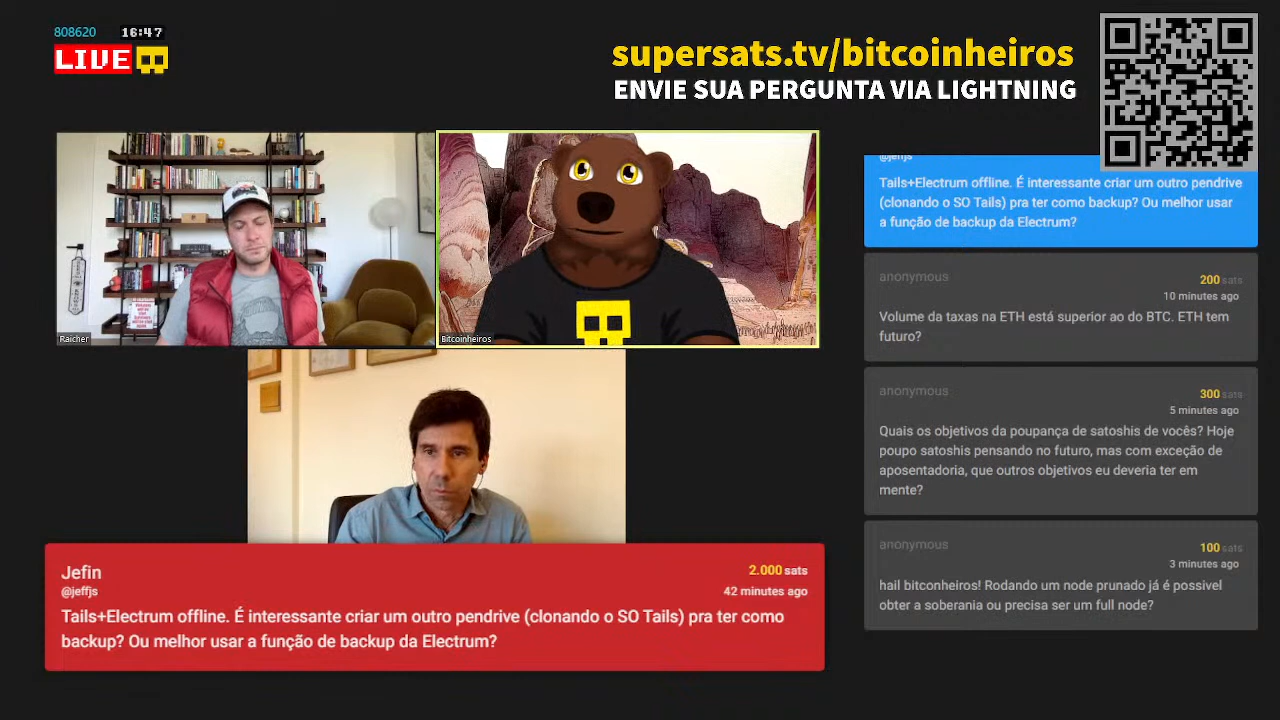 808620 16:47
LIVE
supersats.tv/bitcoinheiros
ENVIE SUA PERGUNTA VIA LIGHTNING
Raicher
Bitcoinheiros
Jefin
@jeffjs
2.000 sats
42 minutes ago
Tails+Electrum offline. É interessante criar um outro pendrive (clonando o SO Tails) pra ter como
backup? Ou melhor usar a função de backup da Electrum?
@jeffjs
Tails+Electrum offline. É interessante criar um outro pendrive
(clonando o SO Tails) pra ter como backup? Ou melhor usar
a função de backup da Electrum?
anonymous
200 sats
10 minutes ago
Volume da taxas na ETH está superior ao do BTC. ETH tem
futuro?
anonymous
300 sats
5 minutes ago
Quais os objetivos da poupança de satoshis de vocês? Hoje
poupo satoshis pensando no futuro, mas com exceção de
aposentadoria, que outros objetivos eu deveria ter em
mente?
anonymous
100 sats
3 minutes ago
hail bitconheiros! Rodando um node prunado já é possivel
obter a soberania ou precisa ser um full node?